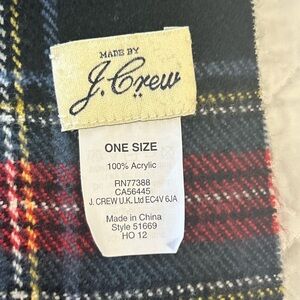 MADE BY
J.Crew
ONE SIZE
100% Acrylic
RN77388
CA56445
J. CREW U.K. Ltd EC4V 6JA
Made in China
Style 51669
HO 12